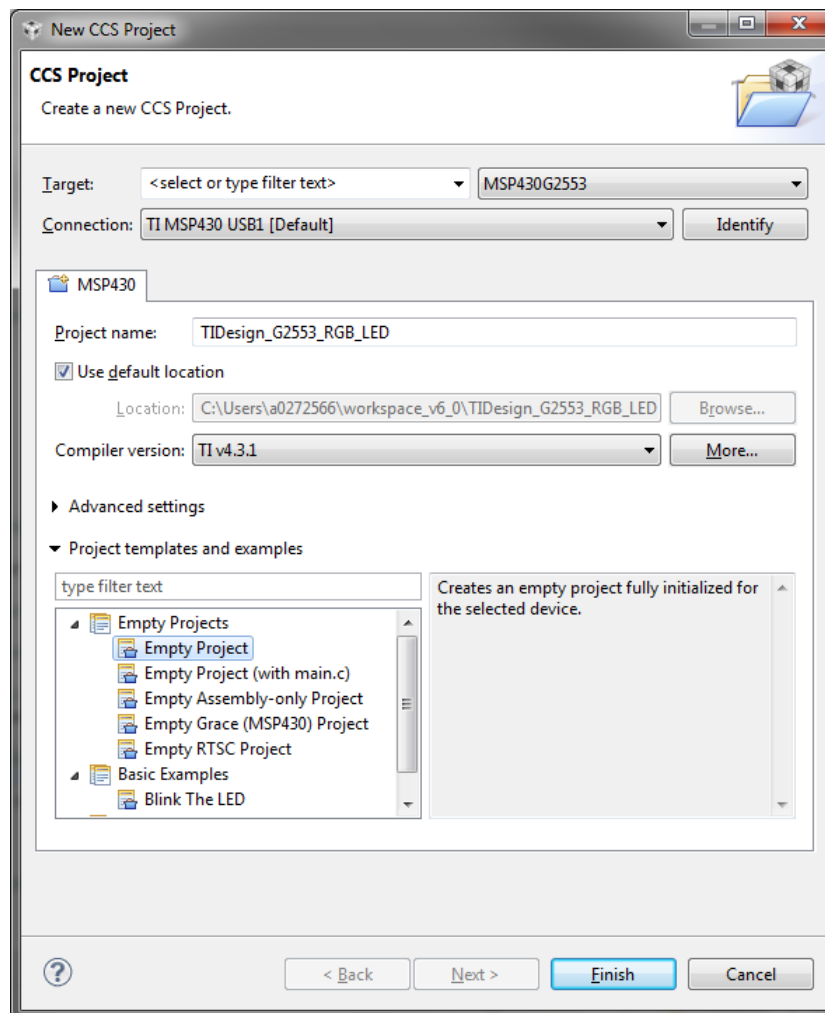 New CCS Project
CCS Project
Create a new CCS Project.
Target: <select or type filter text> MSP430G2553
Connection: TI MSP430 USB1 [Default] Identify
MSP430
Project name: TIDesign_G2553_RGB_LED
Use default location
Location: C:\Users\a0272566\workspace_v6_0\TIDesign_G2553_RGB_LED Browse...
Compiler version: TI v4.3.1 More...
Advanced settings
Project templates and examples
type filter text
Empty Projects
Empty Project
Empty Project (with main.c)
Empty Assembly-only Project
Empty Grace (MSP430) Project
Empty RTSC Project
Basic Examples
Blink The LED
Creates an empty project fully initialized for
the selected device.
? < Back Next > Finish Cancel